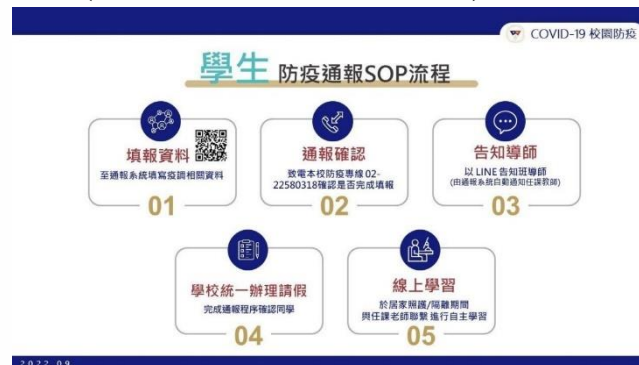 COVID-19 校園防疫
學生 防疫通報SOP流程
填報資料
至通報系統填寫疫調相關資料
01
通報確認
致電本校防疫專線 02-
22580318確認是否完成填報
02
告知導師
以 LINE 告知班導師
(由通報系統自動通知任課教師)
03
學校統一辦理請假
完成通報程序確認同學
04
線上學習
於居家照護/隔離期間
與任課老師聯繫 進行自主學習
05
2022.09